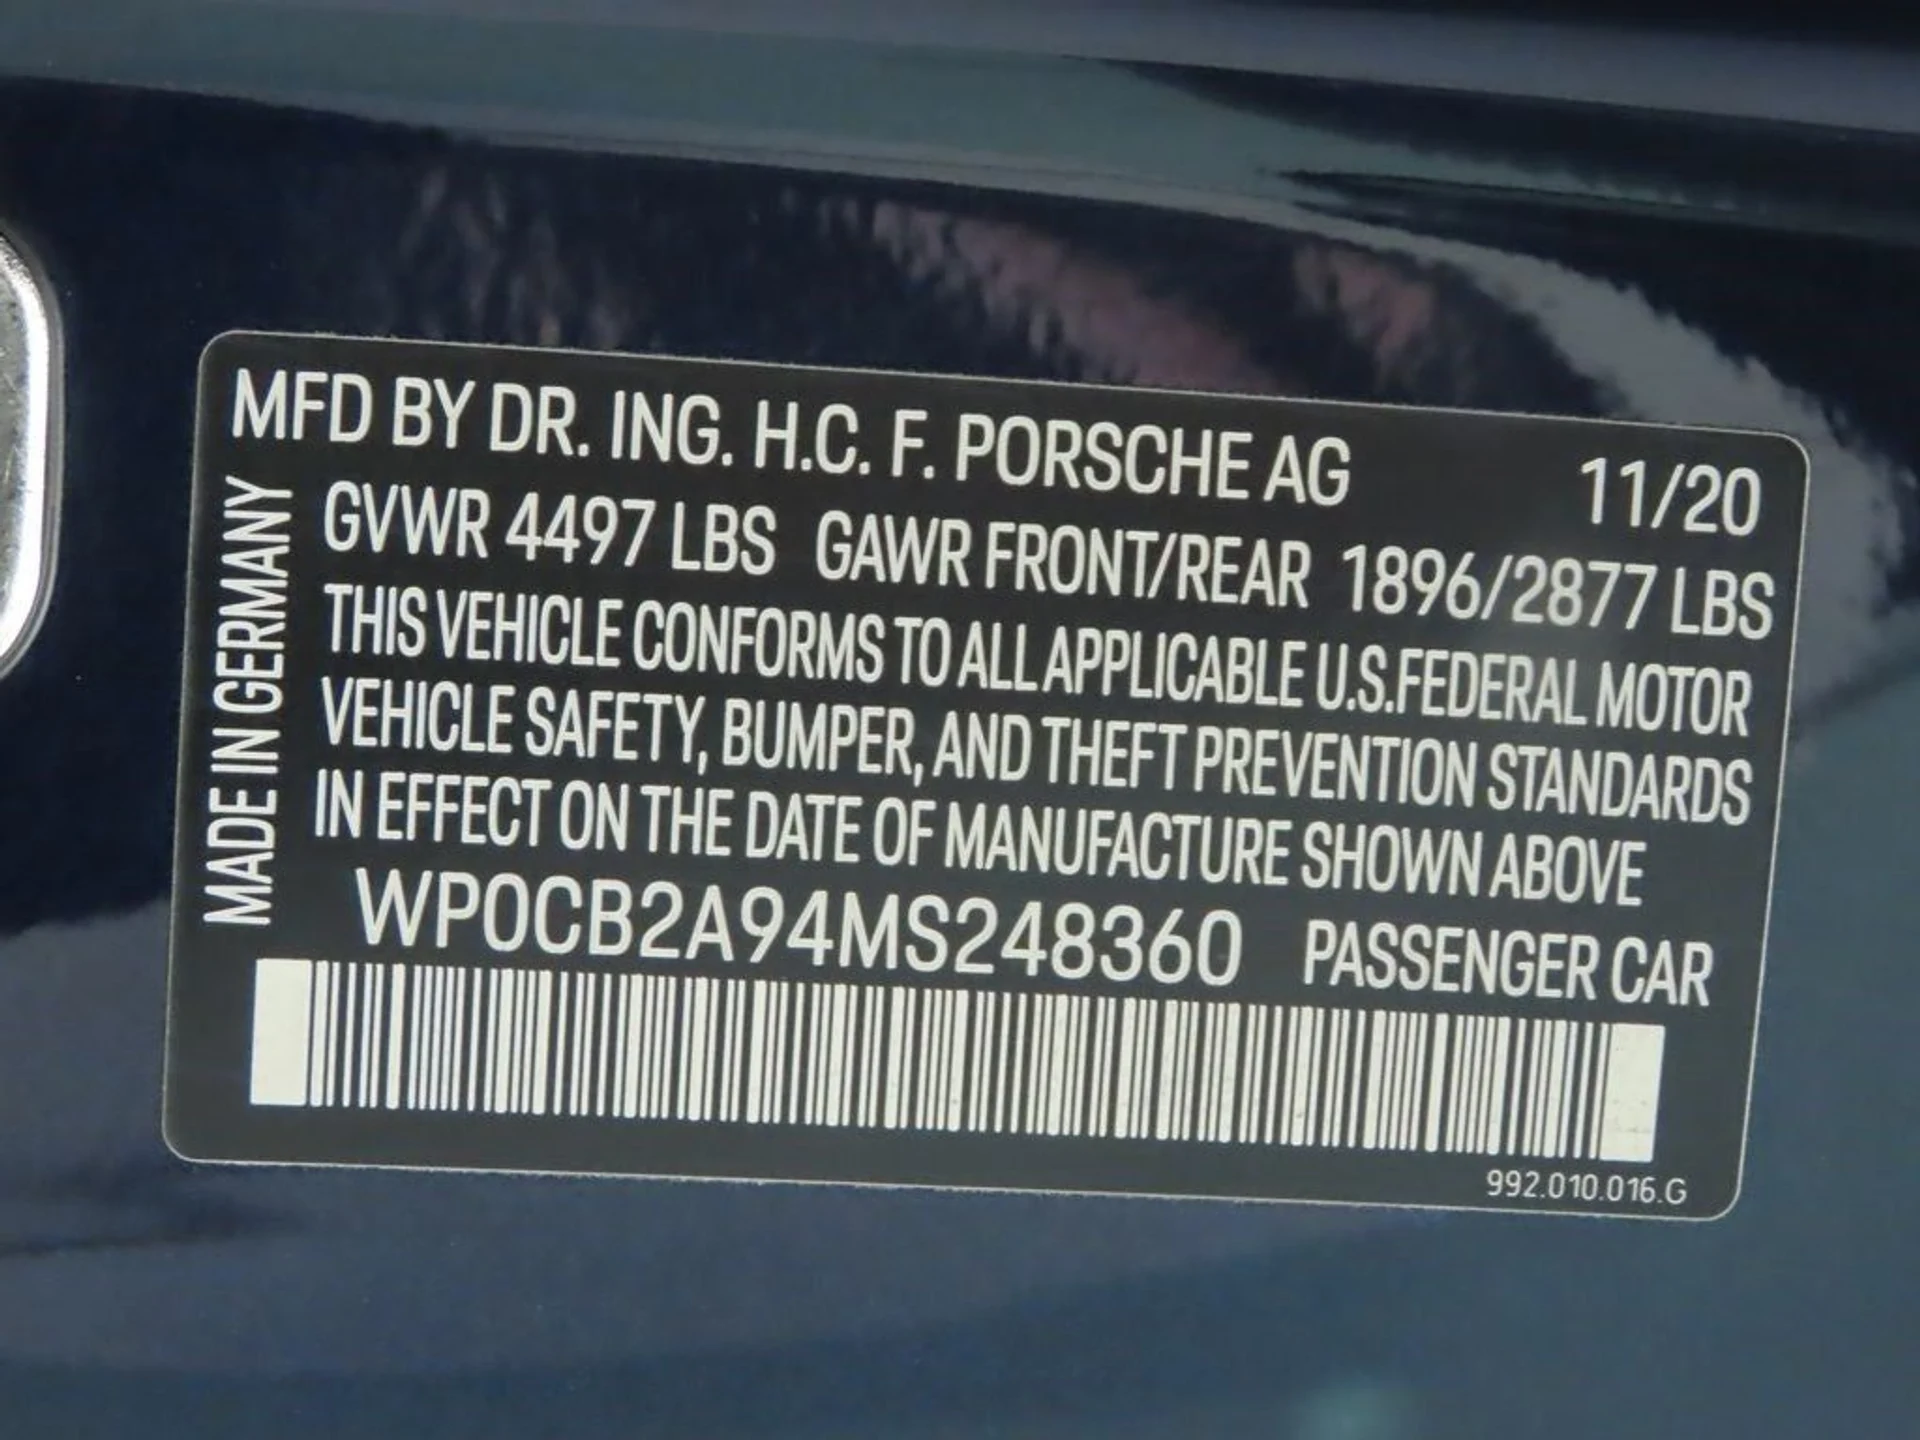 MFD BY DR. ING. H.C. F. PORSCHE AG 11/20
GVWR 4497 LBS GAWR FRONT/REAR 1896/2877 LBS
THIS VEHICLE CONFORMS TO ALL APPLICABLE U.S.FEDERAL MOTOR
VEHICLE SAFETY, BUMPER, AND THEFT PREVENTION STANDARDS
IN EFFECT ON THE DATE OF MANUFACTURE SHOWN ABOVE
WP0CB2A94MS248360 PASSENGER CAR
MADE IN GERMANY
992.010.016.G